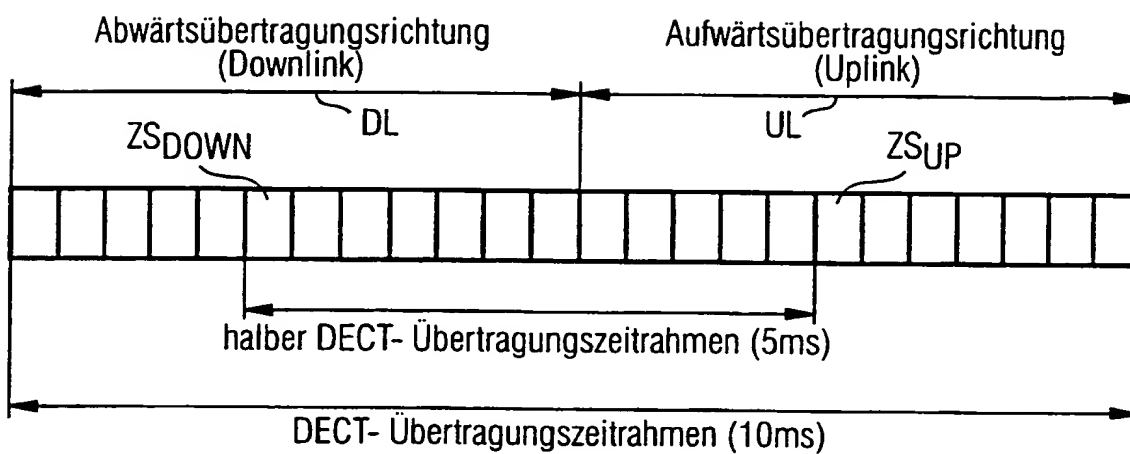 Abwärtsübertragungsrichtung
(Downlink)
Aufwärtsübertragungsrichtung
(Uplink)
DL
UL
ZSDOWN
ZSUP
halber DECT- Übertragungszeitrahmen (5ms)
DECT- Übertragungszeitrahmen (10ms)